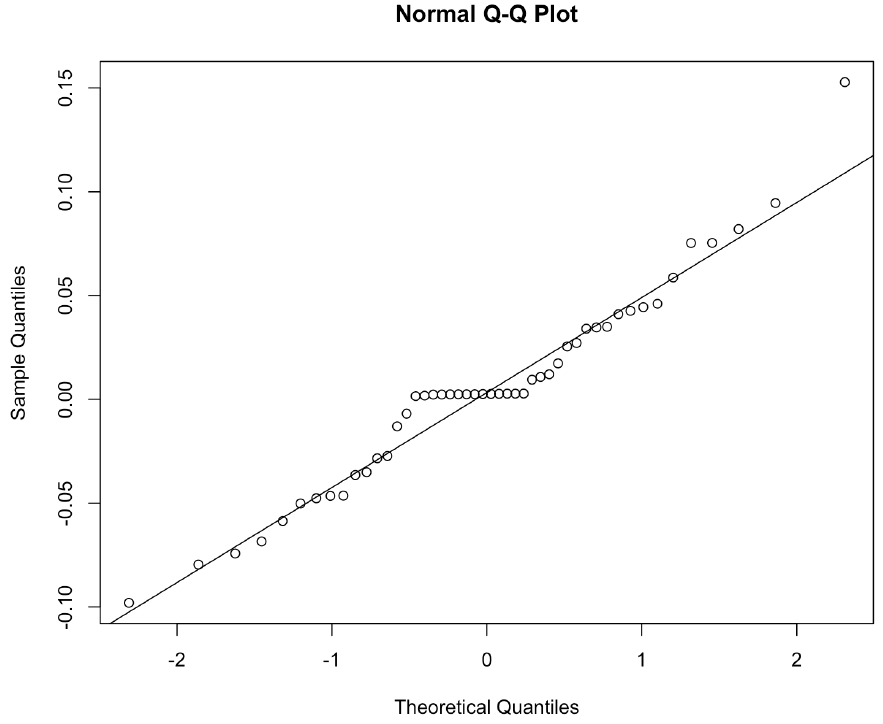 Normal Q-Q Plot
Sample Quantiles
0.15
0.10
0.05
0.00
-0.05
-0.10
-2 -1 0 1 2
Theoretical Quantiles